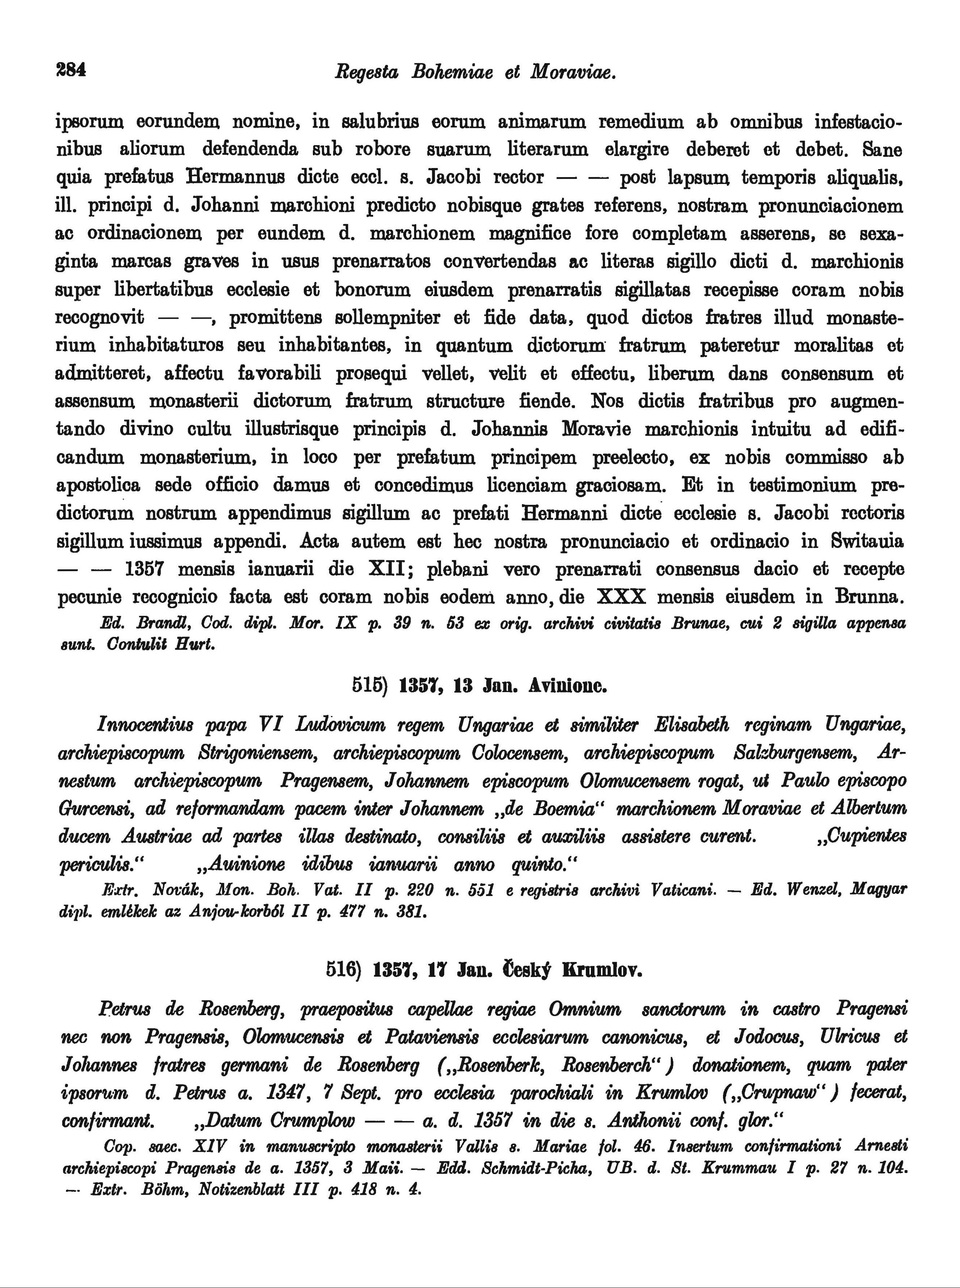 284
Regesta Bohemiae et Moraviae.
ipsorum eorundem nomine, in salubrius eorum animarum remedium ab omnibus infestacio-
nibus aliorum defendenda sub robore suarum literarum elargire deberet et debet. Sane
quia prefatus Hermannus dicte eccl. s. Jacobi rector — — post lapsum temporis aliqualis,
ill. principi d. Johanni marchioni predicto nobisque grates referens, nostram pronunciacionem
ac ordinacionem per eundem d. marchionem magnifice fore completam asserens, se sexa-
ginta marcas graves in usus prenarratos convertendas ac literas sigillo dicti d. marchionis
super libertatibus ecclesie et bonorum eiusdem prenarratis sigillatas recepisse coram nobis
recognovit — —, promittens sollempniter et fide data, quod dictos fratres illud monaste-
rium inhabitaturos seu inhabitantes, in quantum dictorum fratrum pateretur moralitas et
admitteret, affectu favorabili prosequi vellet, velit et effectu, liberum dans consensum et
assensum monasterii dictorum fratrum structure fiende. Nos dictis fratribus pro augmen-
tando divino cultu illustrisque principis d. Johannis Moravie marchionis intuitu ad edifi-
candum monasterium, in loco per prefatum principem preelecto, ex nobis commisso ab
apostolica sede officio damus et concedimus licenciam graciosam. Et in testimonium pre-
dictorum nostrum appendimus sigillum ac prefati Hermanni dicte ecclesie s. Jacobi rectoris
sigillum iussimus appendi. Acta autem est hec nostra pronunciacio et ordinacio in Switauia
— — 1357 mensis ianuarii die XII; plebani vero prenarrati consensus dacio et recepte
pecunie recognicio facta est coram nobis eodem anno, die XXX mensis eiusdem in Brunna.
Ed. Brandl, Cod. dipl. Mor. IX p. 39 n. 53 ex orig. archivi civitatis Brunae, cui 2 sigilla appensa
sunt. Contulit Hurt.
515) 1357, 13 Jan. Avinione.
Innocentius papa VI Ludovicum regem Ungariae et similiter Elisabeth reginam Ungariae,
archiepiscopum Strigoniensem, archiepiscopum Colocensem, archiepiscopum Salzburgensem, Ar-
nestum archiepiscopum Pragensem, Johannem episcopum Olomucensem rogat, ut Paulo episcopo
Gurcensi, ad reformandam pacem inter Johannem „de Boemia“ marchionem Moraviae et Albertum
ducem Austriae ad partes illas destinato, consiliis et auxiliis assistere curent. „Cupientes
periculis.“ „Auinione idibus ianuarii anno quinto.“
Extr. Novák, Mon. Boh. Vat. II p. 220 n. 551 e registris archivi Vaticani. — Ed. Wenzel, Magyar
dipl. emlékek az Anjou-korból II p. 477 n. 381.
516) 1357, 17 Jan. Český Krumlov.
Petrus de Rosenberg, praepositus capellae regiae Omnium sanctorum in castro Pragensi
nec non Pragensis, Olomucensis et Pataviensis ecclesiarum canonicus, et Jodocus, Ulricus et
Johannes fratres germani de Rosenberg („Rosenberk, Rosenberch“) donationem, quam pater
ipsorum d. Petrus a. 1347, 7 Sept. pro ecclesia parochiali in Krumlov („Crupnaw“) fecerat,
confirmant. „Datum Crumplow — — a. d. 1357 in die s. Anthonii conf. glor.“
Cop. saec. XIV in manuscripto monasterii Vallis s. Mariae fol. 46. Insertum confirmationi Arnesti
archiepiscopi Pragensis de a. 1357, 3 Maii. — Edd. Schmidt-Picha, UB. d. St. Krummau I p. 27 n. 104.
— Extr. Böhm, Notizenblatt III p. 418 n. 4.